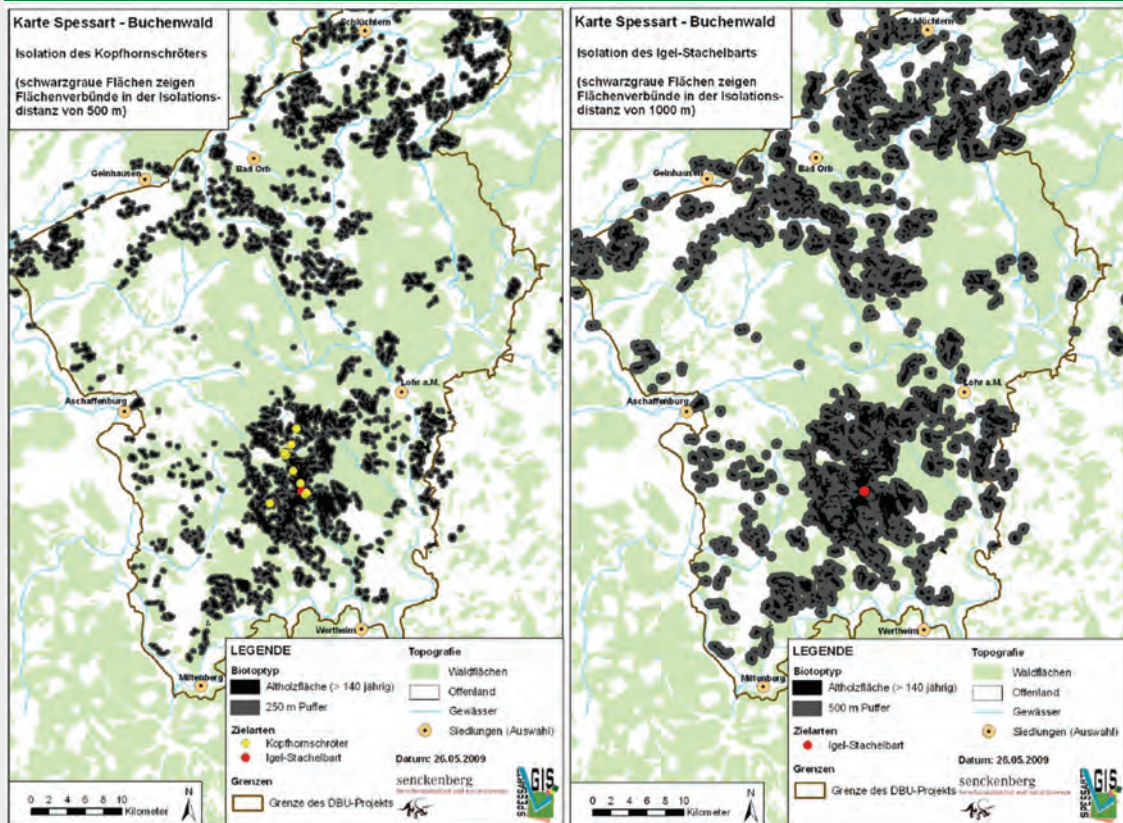 Karte Spessart - Buchenwald
Isolation des Kopfhornschröters
(schwarzgraue Flächen zeigen
Flächenverbünde in der Isolations-
distanz von 500 m)
Schlüchtern
Gelnhausen
Bad Orb
Aschaffenburg
Lohr a.M.
Wertheim
Miltenberg
LEGENDE
Biotoptyp
Altholzfläche (> 140 jährig)
250 m Puffer
Zielarten
Kopfhornschröter
Igel-Stachelbart
Grenzen
Grenze des DBU-Projekts
Topografie
Waldflächen
Offenland
Gewässer
Siedlungen (Auswahl)
Datum: 26.05.2009
senckenberg
SPESSART
GIS
0 2 4 6 8 10
Kilometer
N
Karte Spessart - Buchenwald
Isolation des Igel-Stachelbarts
(schwarzgraue Flächen zeigen
Flächenverbünde in der Isolations-
distanz von 1000 m)
Schlüchtern
Gelnhausen
Bad Orb
Aschaffenburg
Lohr a.M.
Wertheim
Miltenberg
LEGENDE
Biotoptyp
Altholzfläche (> 140 jährig)
500 m Puffer
Zielarten
Igel-Stachelbart
Grenzen
Grenze des DBU-Projekts
Topografie
Waldflächen
Offenland
Gewässer
Siedlungen (Auswahl)
Datum: 26.05.2009
senckenberg
SPESSART
GIS
0 2 4 6 8 10
Kilometer
N